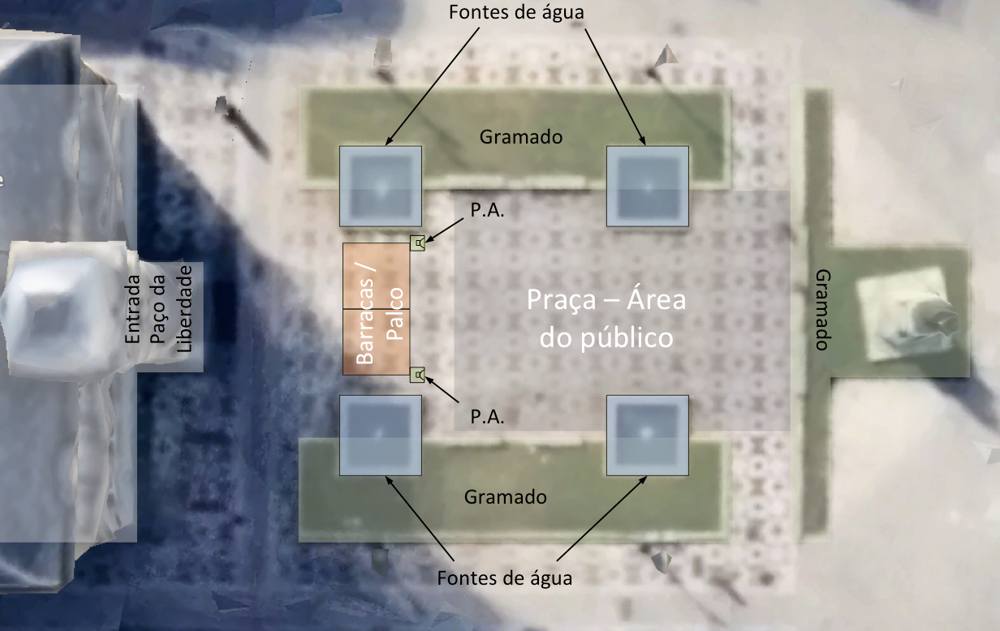 Fontes de água
Gramado
P.A.
Entrada
Paço da
Liberdade
Barracas /
Palco
Praça – Área
do público
Gramado
P.A.
Gramado
Fontes de água